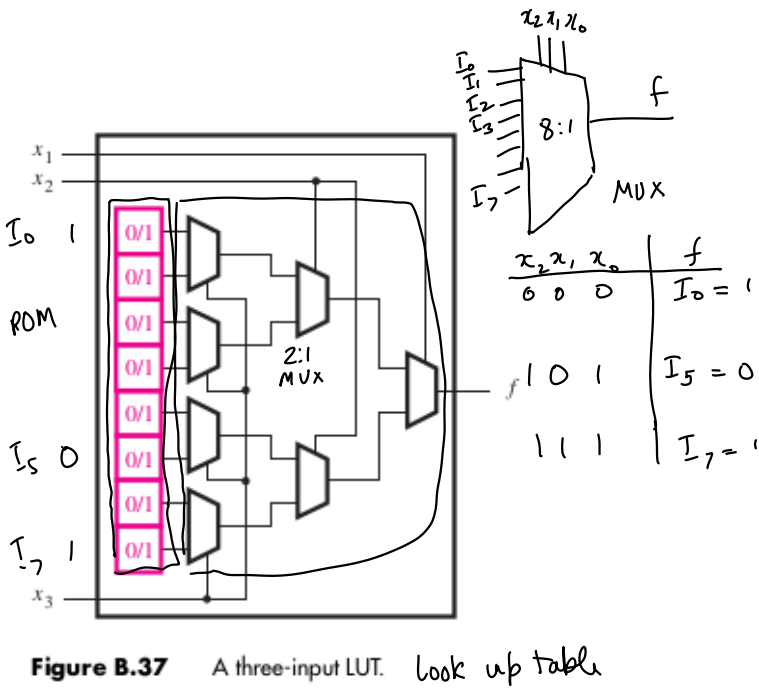 x₂ x₁ x₀
I₀
I₁
I₂
I₃
I₇
8:1
f
MUX
x₁
x₂
I₀ 1 0/1
0/1
ROM 0/1
0/1
0/1
I₅ 0 0/1
0/1
I₇ 1 0/1
x₃
2:1
MUX
f
x₂ x₁ x₀ f
0 0 0 I₀ = 1
1 0 1 I₅ = 0
1 1 1 I₇ = 1
Figure B.37 A three-input LUT. Look up table